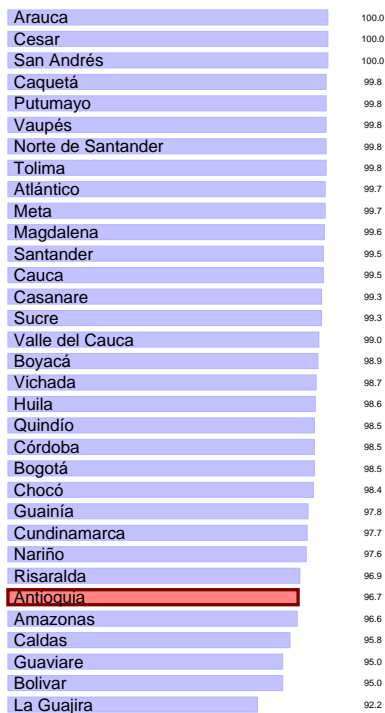 Arauca 100.0
Cesar 100.0
San Andrés 100.0
Caquetá 99.8
Putumayo 99.8
Vaupés 99.8
Norte de Santander 99.8
Tolima 99.8
Atlántico 99.7
Meta 99.7
Magdalena 99.6
Santander 99.5
Cauca 99.5
Casanare 99.3
Sucre 99.3
Valle del Cauca 99.0
Boyacá 98.9
Vichada 98.7
Huila 98.6
Quindío 98.5
Córdoba 98.5
Bogotá 98.5
Chocó 98.4
Guainía 97.8
Cundinamarca 97.7
Nariño 97.6
Risaralda 96.9
Antioquia 96.7
Amazonas 96.6
Caldas 95.8
Guaviare 95.0
Bolivar 95.0
La Guajira 92.2